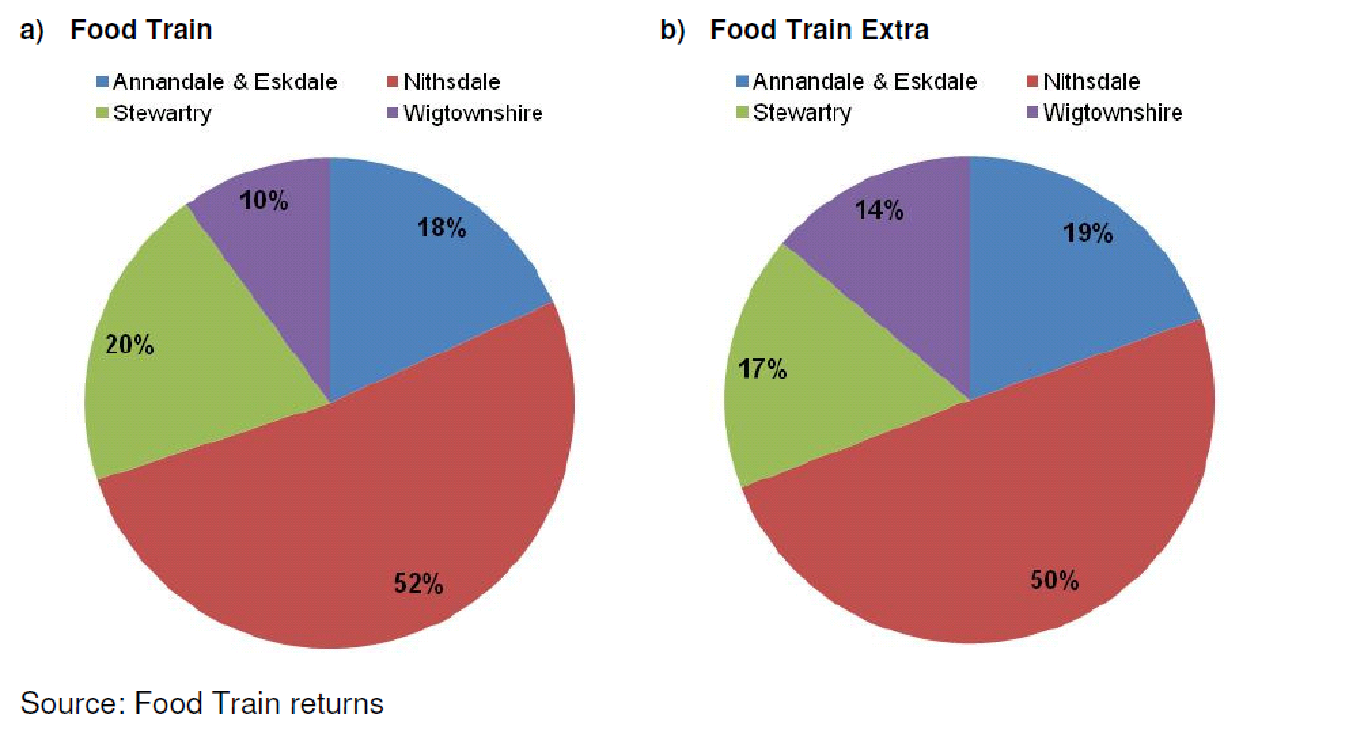 a) Food Train
Annandale & Eskdale Nithsdale
Stewartry Wigtownshire
10%
18%
20%
52%
b) Food Train Extra
Annandale & Eskdale Nithsdale
Stewartry Wigtownshire
14%
19%
17%
50%
Source: Food Train returns